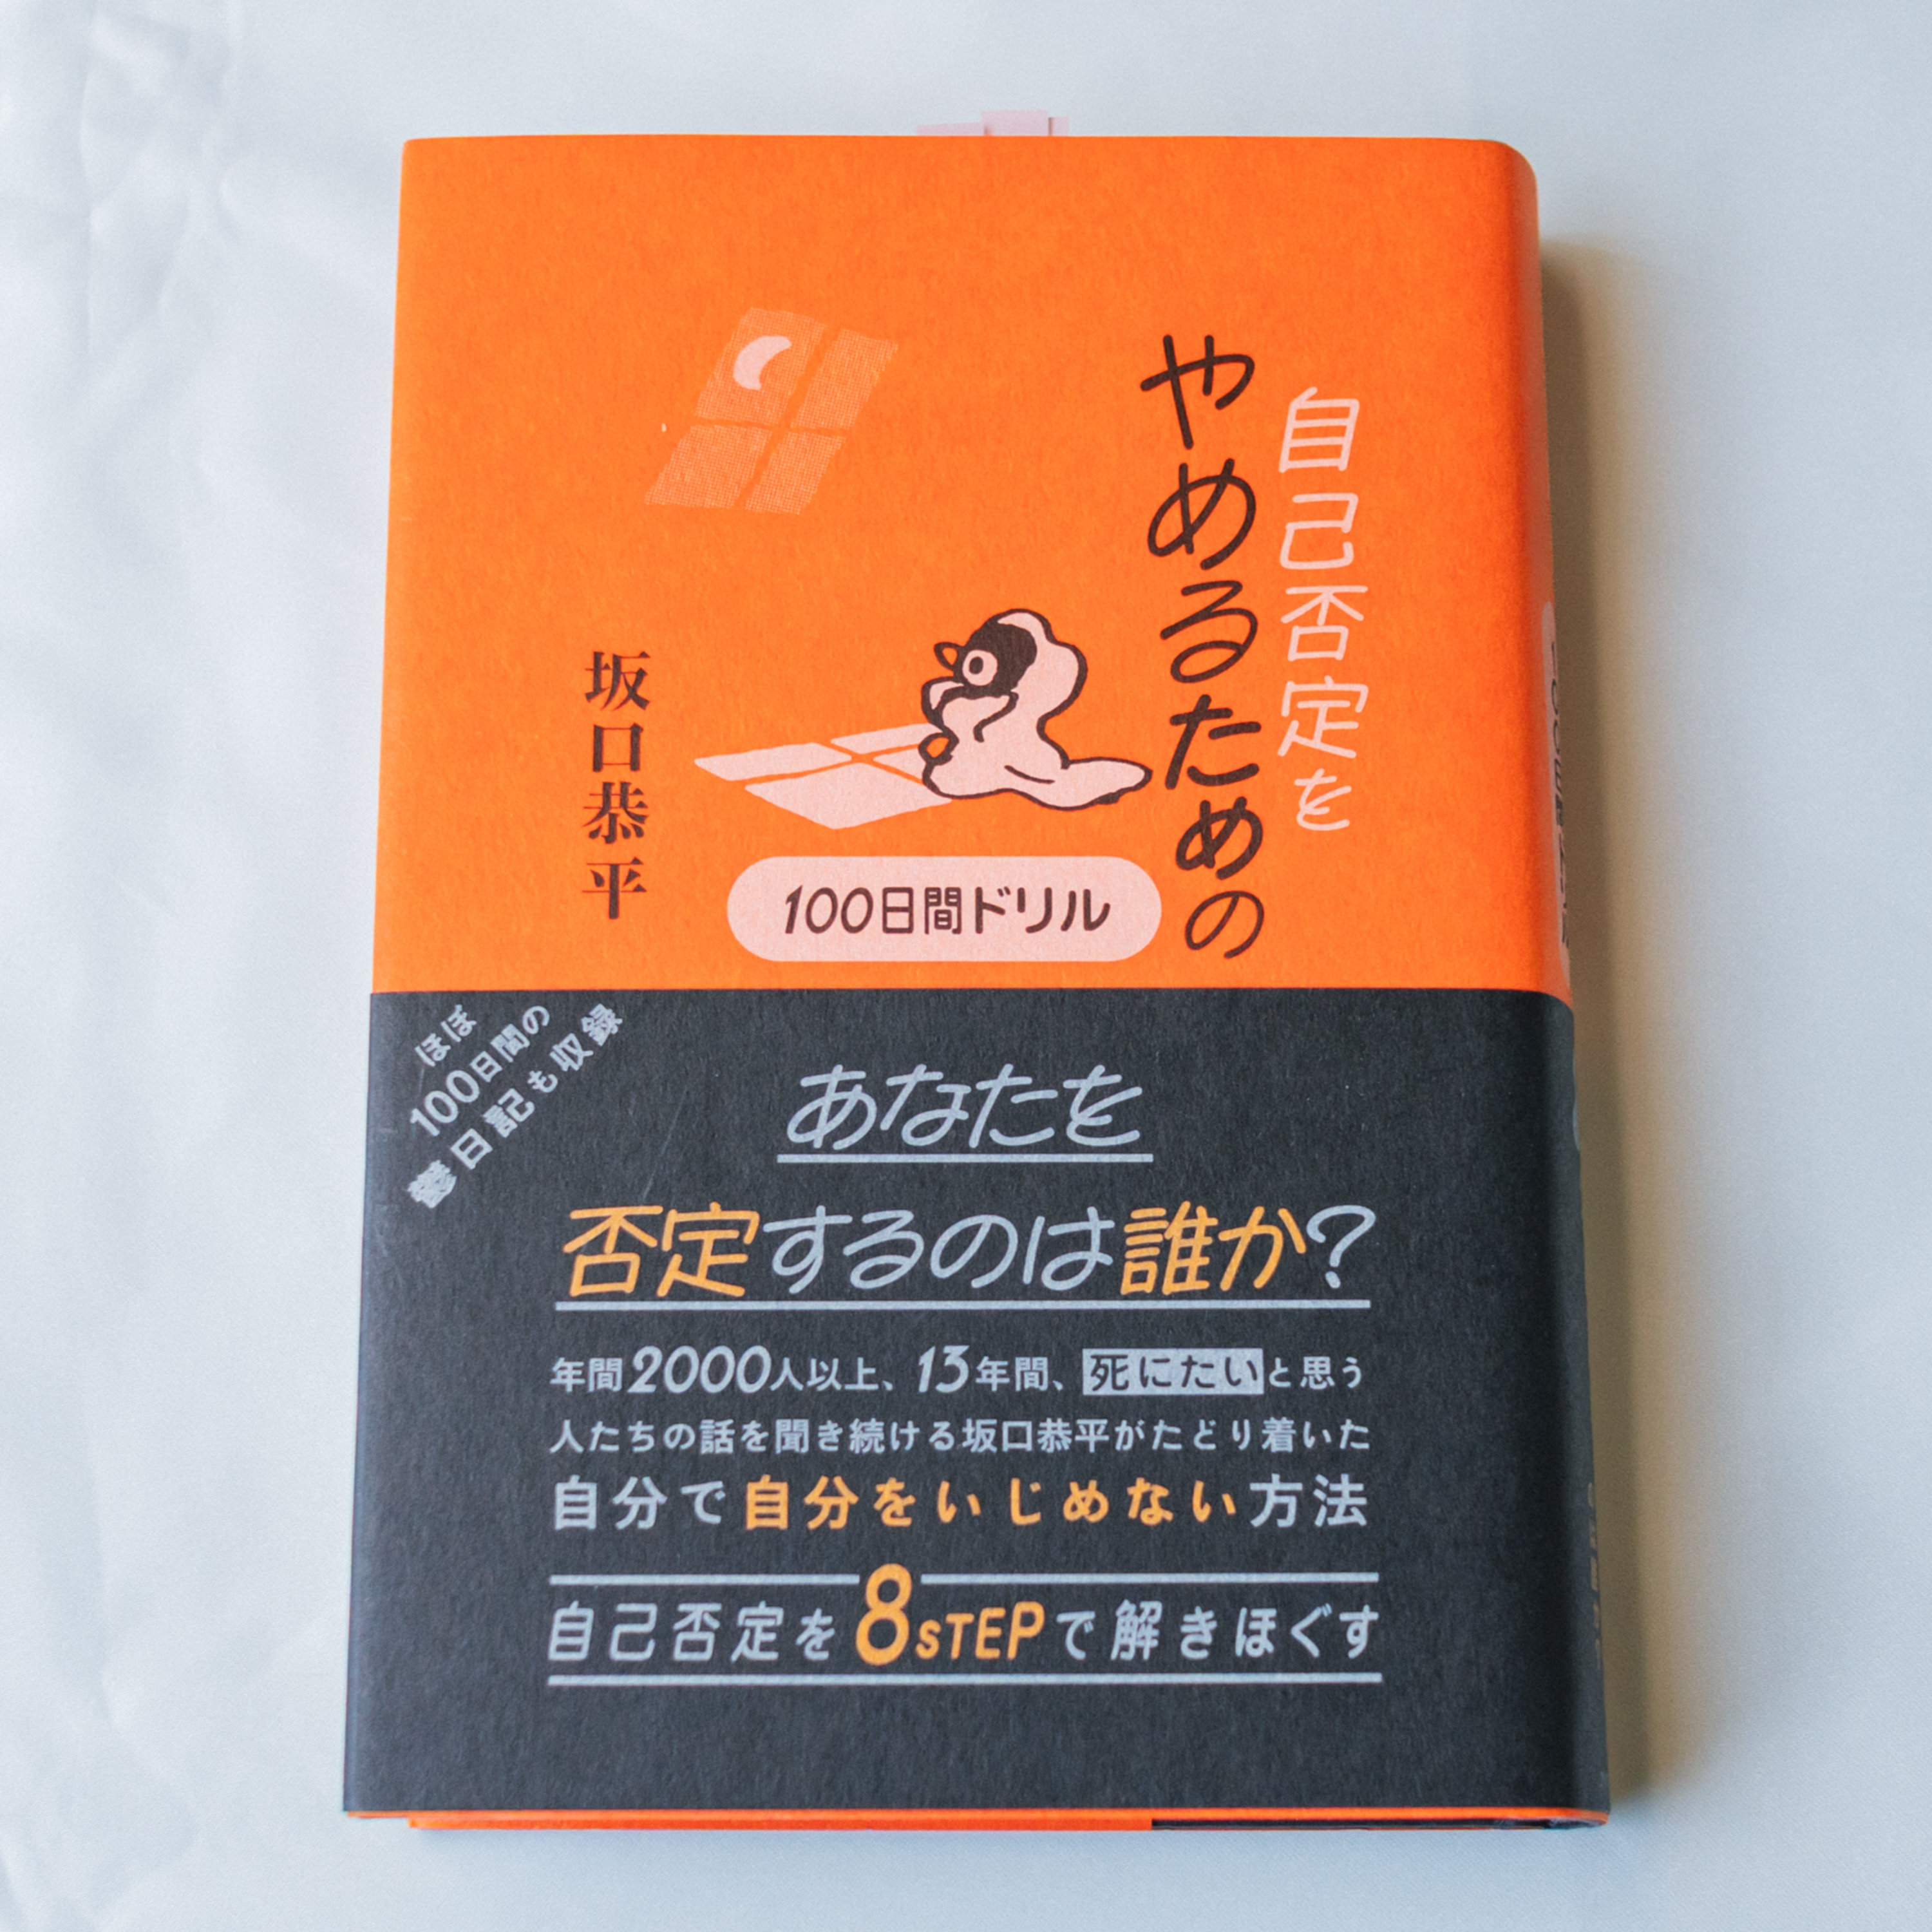 自己否定を
やめるための
100日間ドリル
坂口恭平
ほぼ
100日間の
鬱日記も収録
あなたを
否定するのは誰か?
年間2000人以上、13年間、死にたいと思う
人たちの話を聞き続ける坂口恭平がたどり着いた
自分で自分をいじめない方法
自己否定を8STEPで解きほぐす